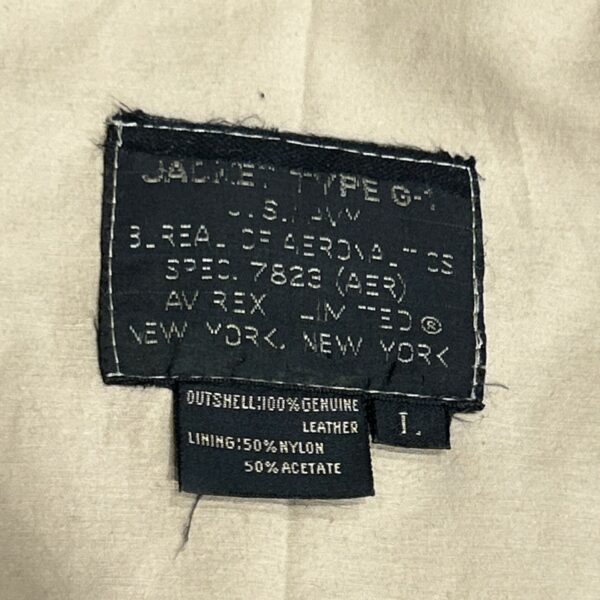 JACKET TYPE G-1
U.S. NAVY
BUREAU OF AERONAUTICS
SPEC. 7823 (AER)
AVIREX LIMITED®
NEW YORK, NEW YORK
OUTSHELL:100%GENUINE
LEATHER
LINING:50%NYLON
50%ACETATE
L